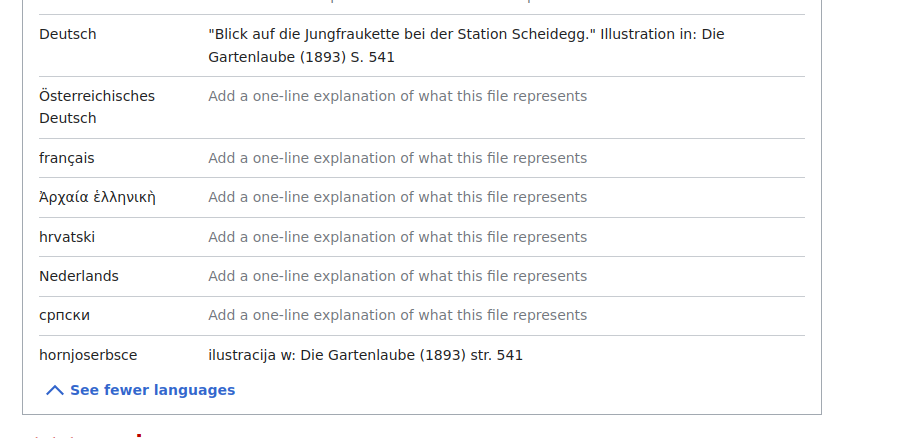 Deutsch
"Blick auf die Jungfraukette bei der Station Scheidegg." Illustration in: Die
Gartenlaube (1893) S. 541
Österreichisches
Deutsch
Add a one-line explanation of what this file represents
français
Add a one-line explanation of what this file represents
Ἀρχαία ἑλληνικὴ
Add a one-line explanation of what this file represents
hrvatski
Add a one-line explanation of what this file represents
Nederlands
Add a one-line explanation of what this file represents
српски
Add a one-line explanation of what this file represents
hornjoserbsce
ilustracija w: Die Gartenlaube (1893) str. 541
See fewer languages